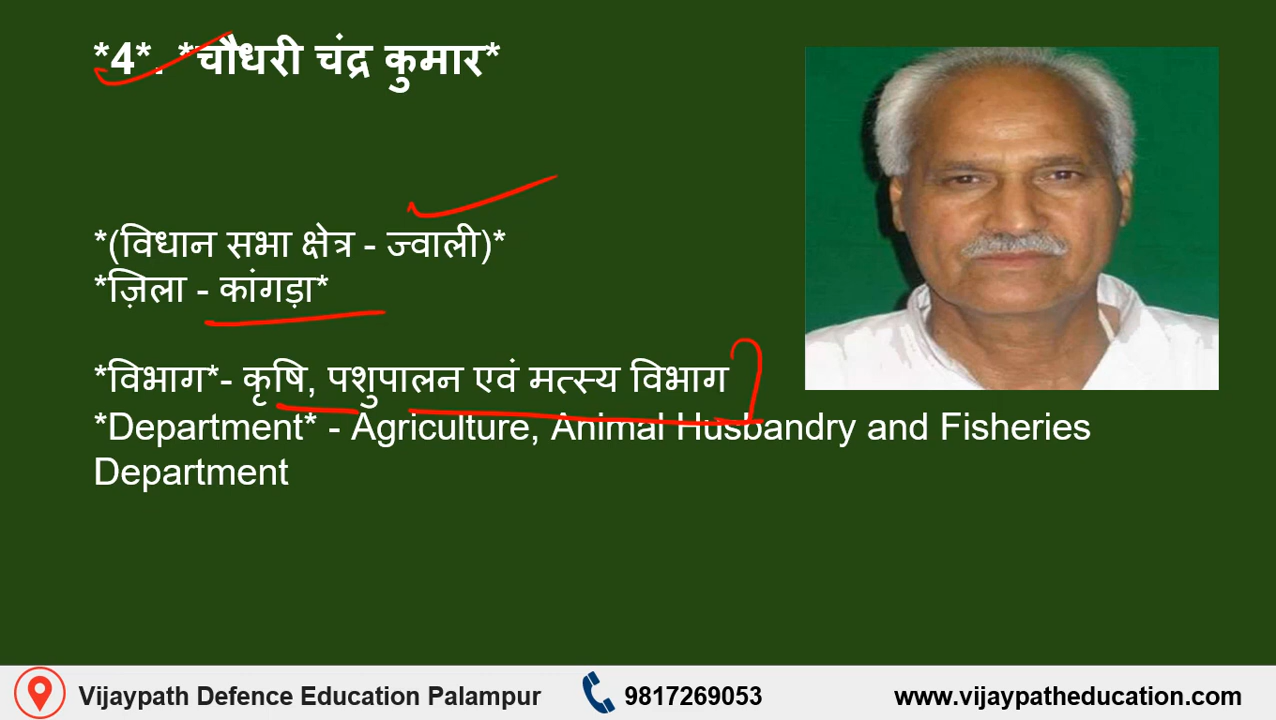 *4*. *चौधरी चंद्र कुमार*
*(विधान सभा क्षेत्र - ज्वाली)*
*ज़िला - कांगड़ा*
*विभाग*- कृषि, पशुपालन एवं मत्स्य विभाग
*Department* - Agriculture, Animal Husbandry and Fisheries
Department
Vijaypath Defence Education Palampur 9817269053 www.vijaypatheducation.com